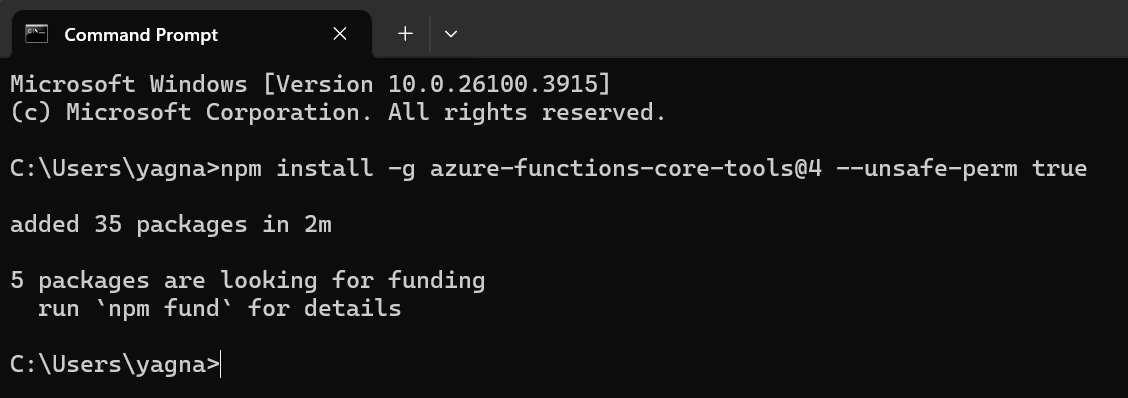 Command Prompt
Microsoft Windows [Version 10.0.26100.3915]
(c) Microsoft Corporation. All rights reserved.
C:\Users\yagna>npm install -g azure-functions-core-tools@4 --unsafe-perm true
added 35 packages in 2m
5 packages are looking for funding
  run `npm fund` for details
C:\Users\yagna>